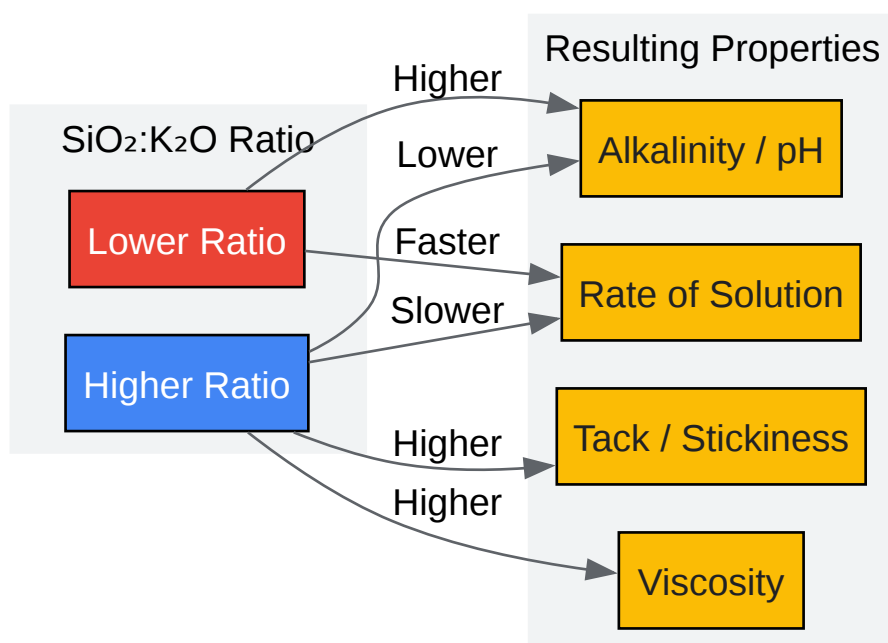 Resulting Properties
SiO₂:K₂O Ratio
Lower Ratio
Higher Ratio
Higher
Lower
Faster
Slower
Higher
Higher
Alkalinity / pH
Rate of Solution
Tack / Stickiness
Viscosity